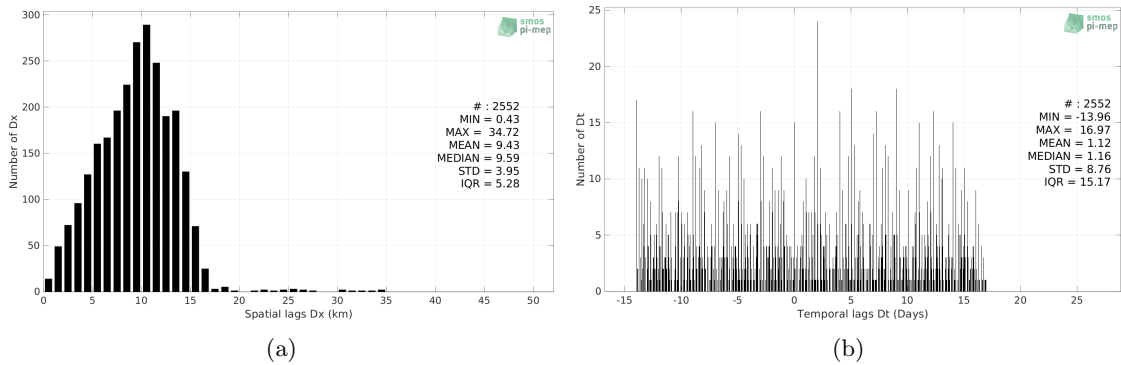 300
250
200
150
100
50
0
Number of Dx
smos
pi-mep
# : 2552
MIN = 0.43
MAX = 34.72
MEAN = 9.43
MEDIAN = 9.59
STD = 3.95
IQR = 5.28
0 5 10 15 20 25 30 35 40 45 50
Spatial lags Dx (km)
(a)
25
20
15
10
5
0
Number of Dt
smos
pi-mep
# : 2552
MIN = -13.96
MAX = 16.97
MEAN = 1.12
MEDIAN = 1.16
STD = 8.76
IQR = 15.17
-15 -10 -5 0 5 10 15 20 25
Temporal lags Dt (Days)
(b)